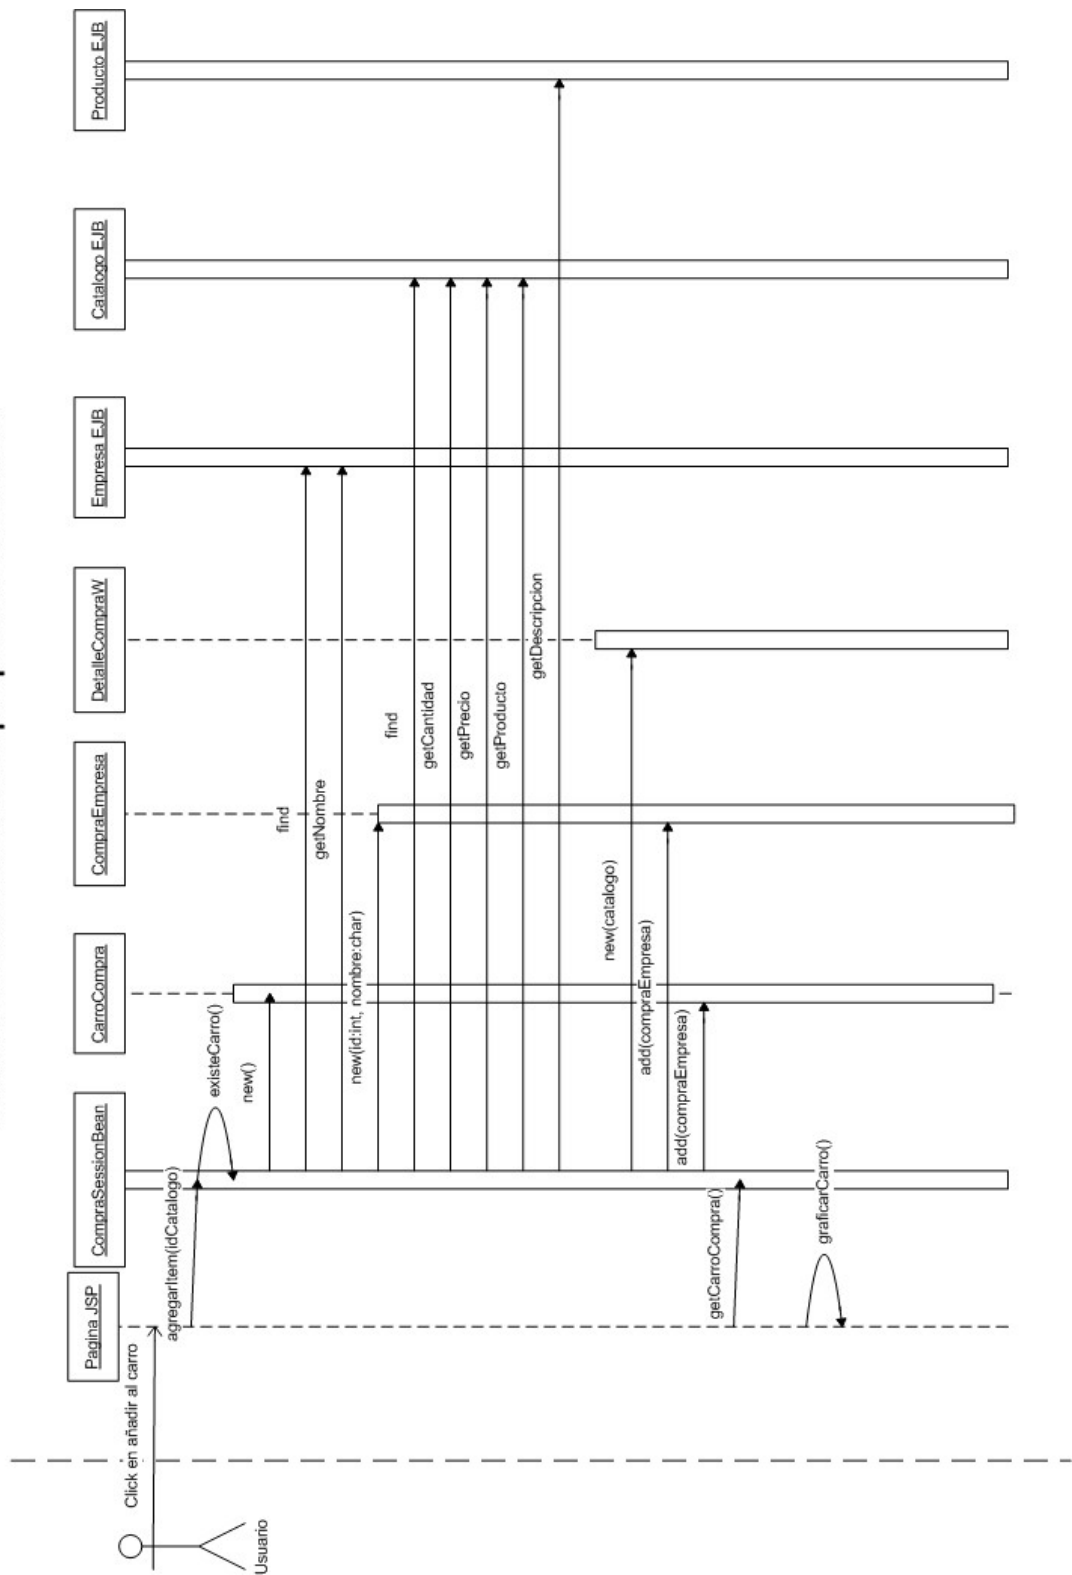 Usuario
Click en añadir al carro
Pagina JSP
CompraSessionBean
CarroCompra
CompraEmpresa
DetalleCompraW
Empresa EJB
Catalogo EJB
Producto EJB
agregarItem(idCatalogo)
existeCarro()
new()
find
getNombre
new(id:int, nombre:char)
find
getCantidad
getPrecio
getProducto
getDescripcion
new(catalogo)
add(compraEmpresa)
add(compraEmpresa)
getCarroCompra()
graficarCarro()